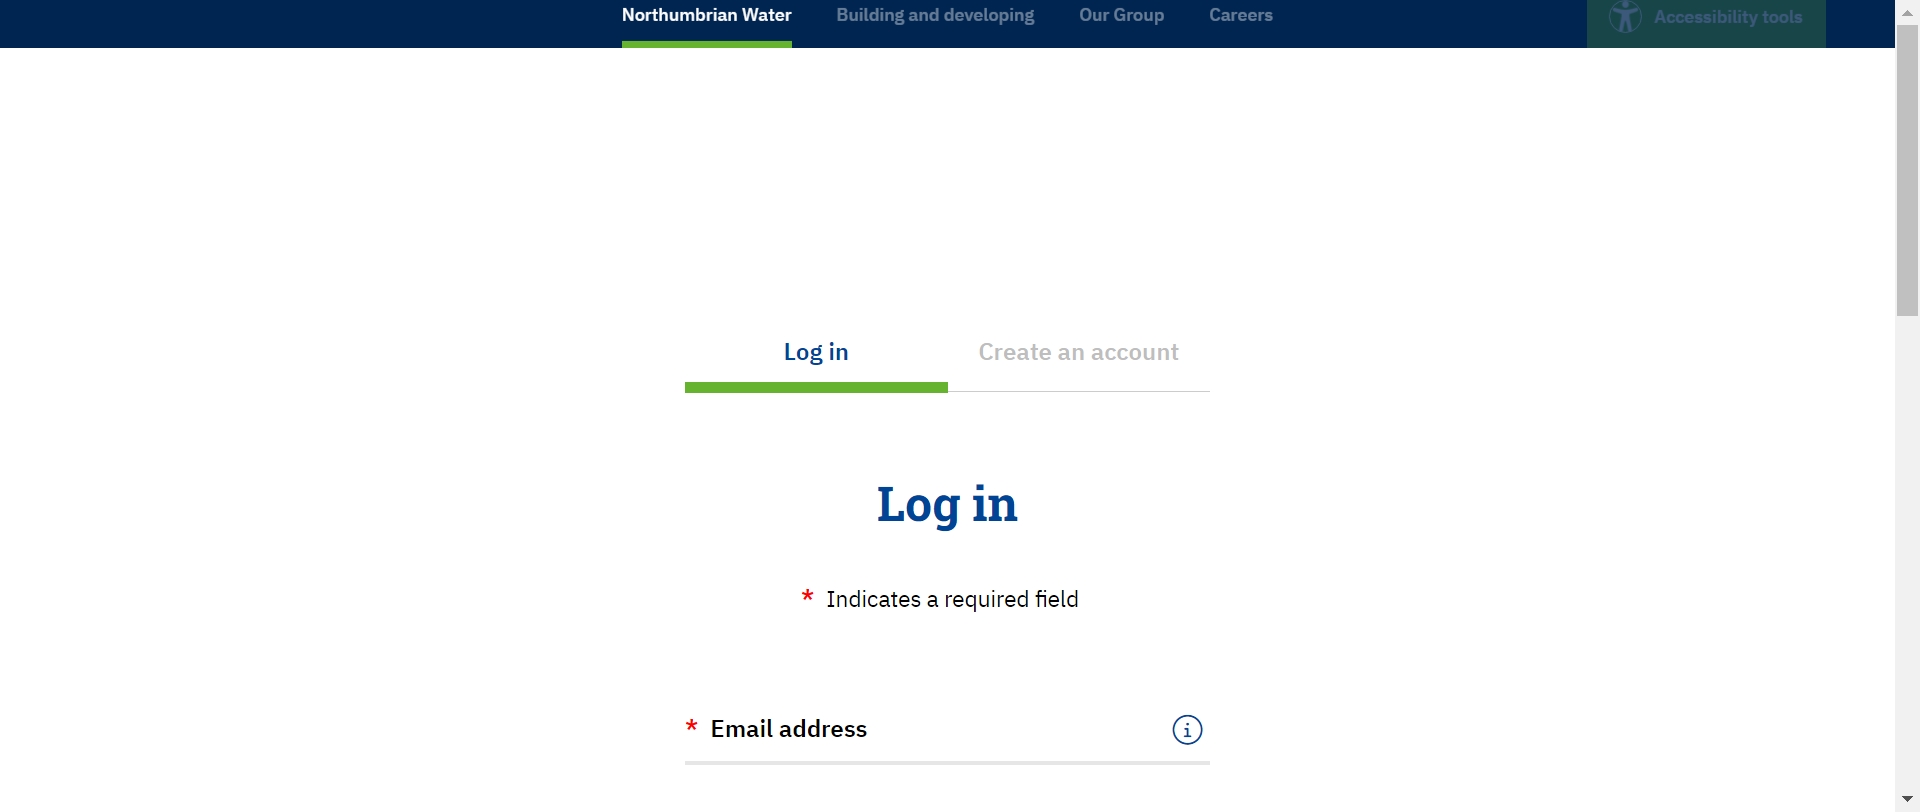 Northumbrian Water Building and developing Our Group Careers Accessibility tools
Log in Create an account
Log in
* Indicates a required field
* Email address